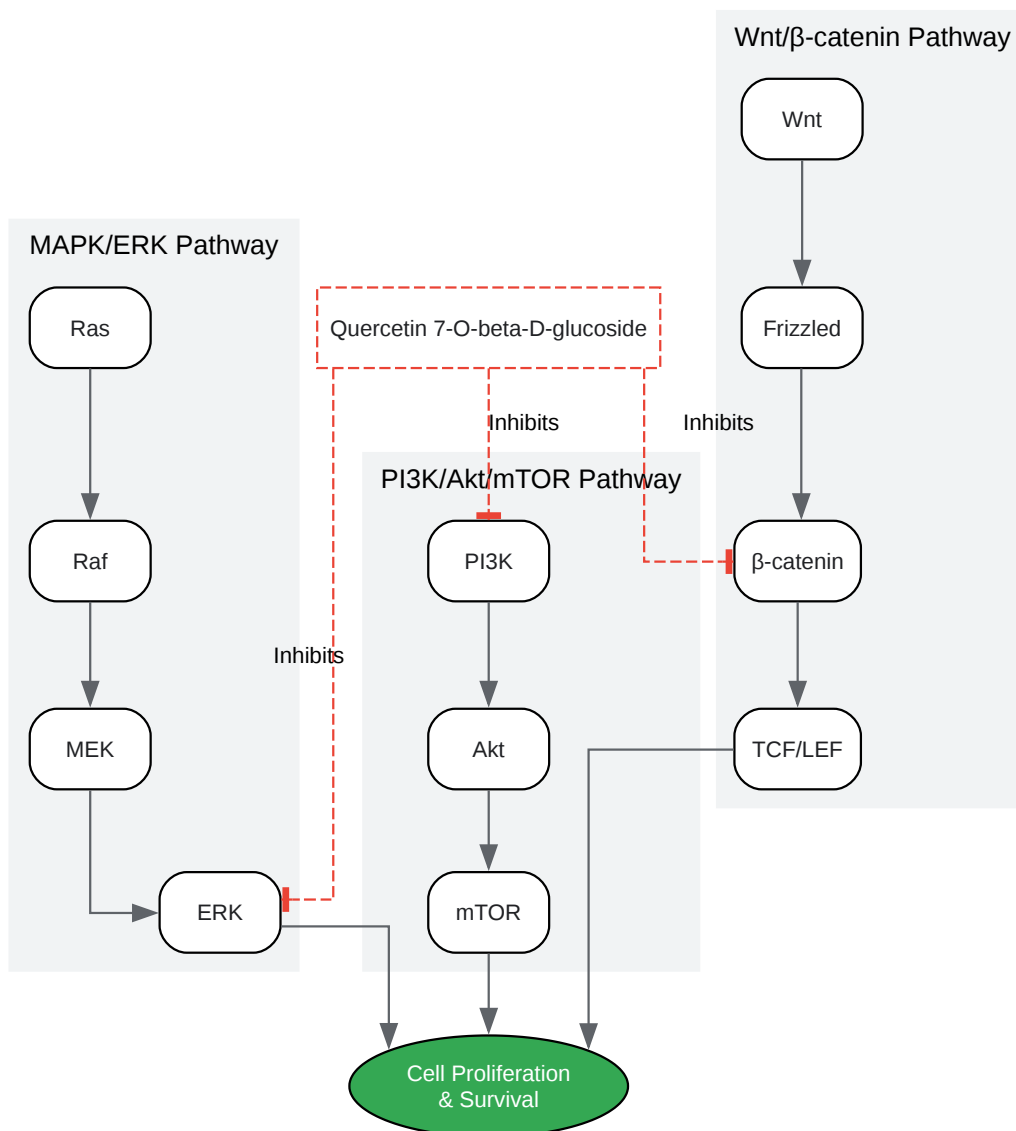 Wnt/β-catenin Pathway
Wnt
MAPK/ERK Pathway
Ras
Quercetin 7-O-beta-D-glucoside
Frizzled
Inhibits
Inhibits
PI3K/Akt/mTOR Pathway
Raf
PI3K
β-catenin
Inhibits
MEK
Akt
TCF/LEF
ERK
mTOR
Cell Proliferation
& Survival